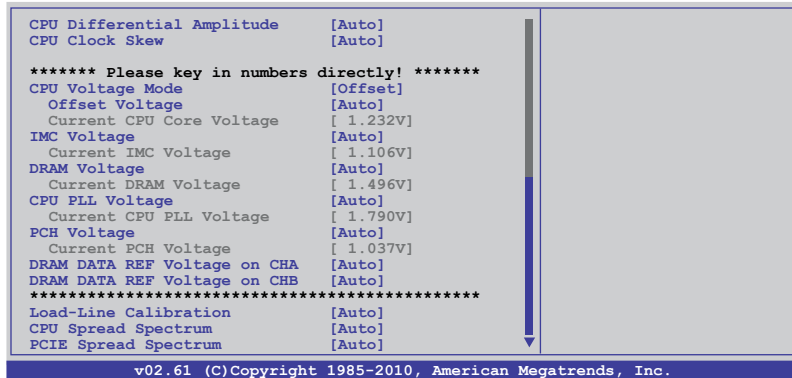 CPU Differential Amplitude [Auto]
CPU Clock Skew [Auto]
******* Please key in numbers directly! *******
CPU Voltage Mode [Offset]
Offset Voltage [Auto]
Current CPU Core Voltage [ 1.232V]
IMC Voltage [Auto]
Current IMC Voltage [ 1.106V]
DRAM Voltage [Auto]
Current DRAM Voltage [ 1.496V]
CPU PLL Voltage [Auto]
Current CPU PLL Voltage [ 1.790V]
PCH Voltage [Auto]
Current PCH Voltage [ 1.037V]
DRAM DATA REF Voltage on CHA [Auto]
DRAM DATA REF Voltage on CHB [Auto]
***********************************************
Load-Line Calibration [Auto]
CPU Spread Spectrum [Auto]
PCIE Spread Spectrum [Auto]
v02.61 (C)Copyright 1985-2010, American Megatrends, Inc.